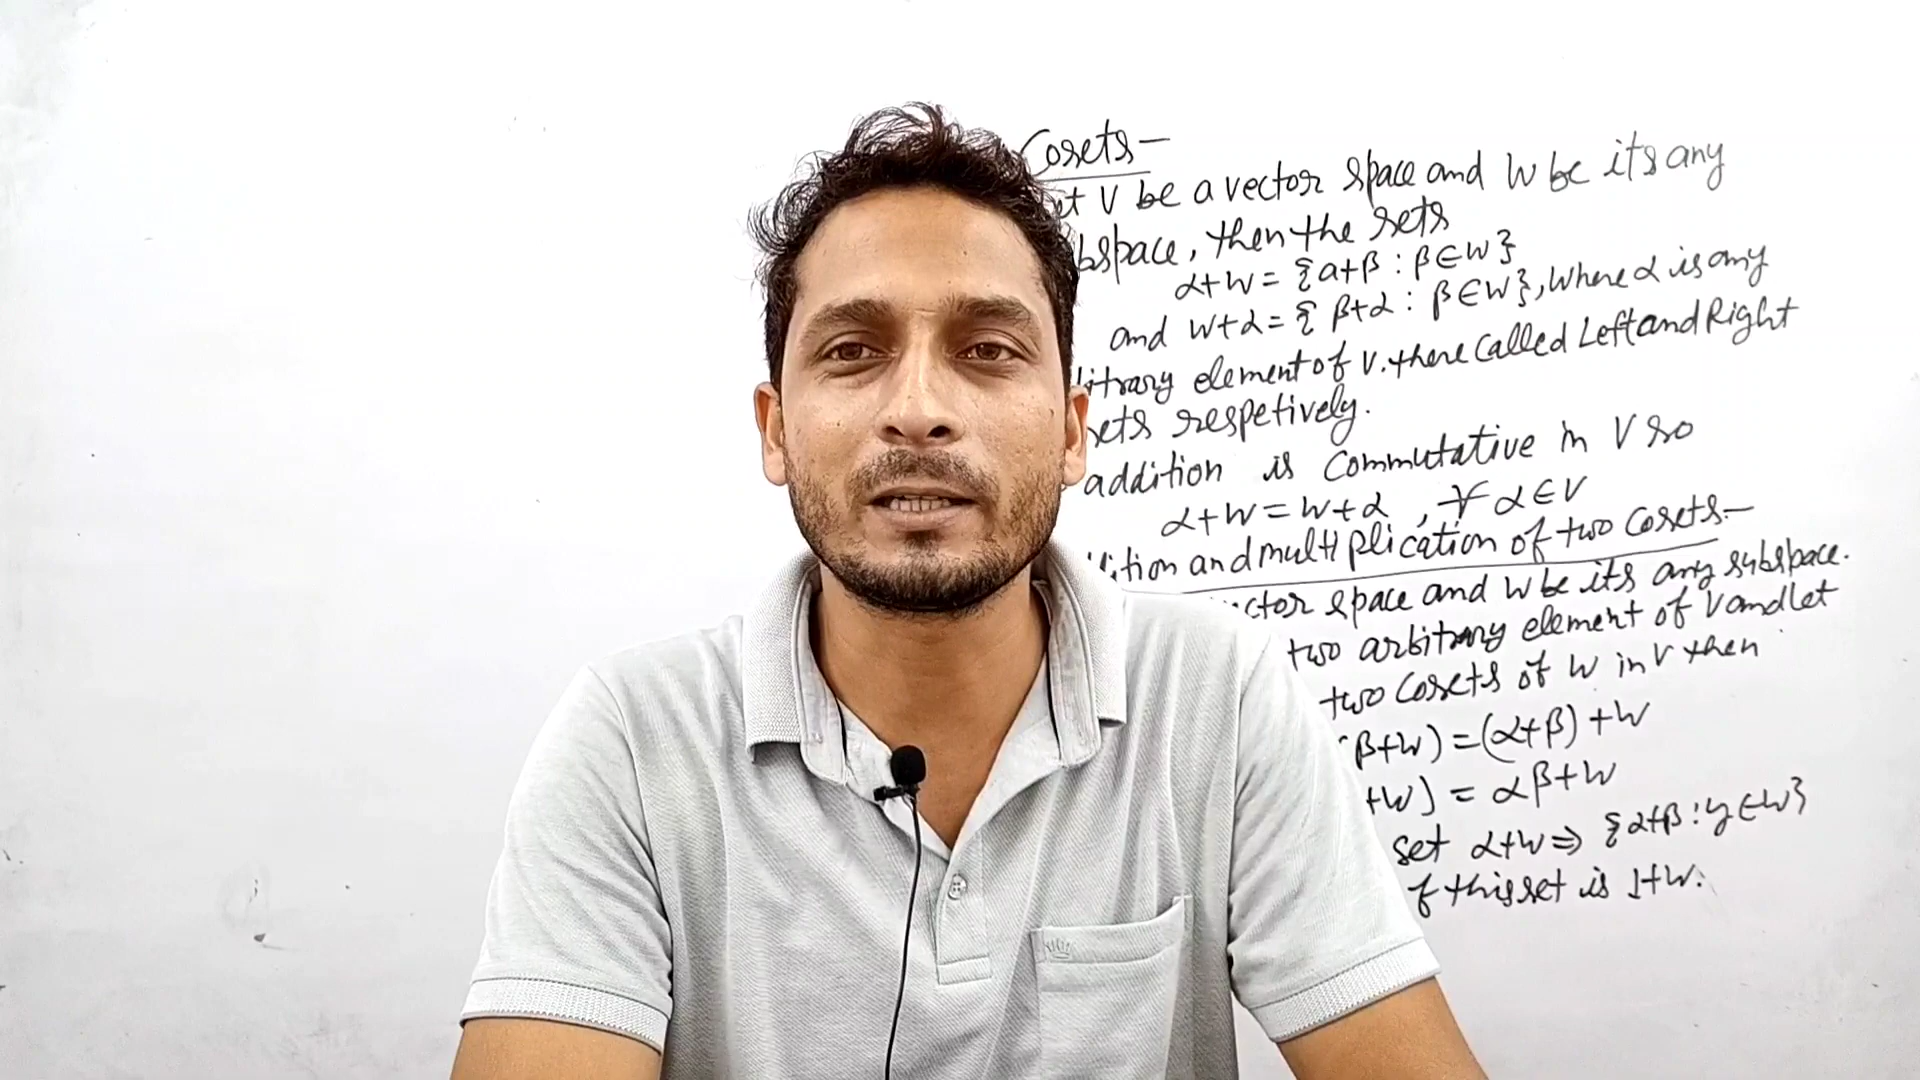 Cosets-
et V be a vector space and W be its any
bspace, then the sets
α+W = {a+β : β∈W}
and W+α = { β+α : β∈W}, where α is any
itrary element of V. there called Left and Right
sets respetively.
addition is commutative in V so
α+W = W+α , ∀ α∈V
ition and multiplication of two cosets-
ctor space and W be its any subspace.
two arbitrary element of V and let
two cosets of W in V then
β+W) = (α+β) + W
+W) = αβ+W
set α+W ⇒ {α+β : y∈W}
f this set is 1+W.